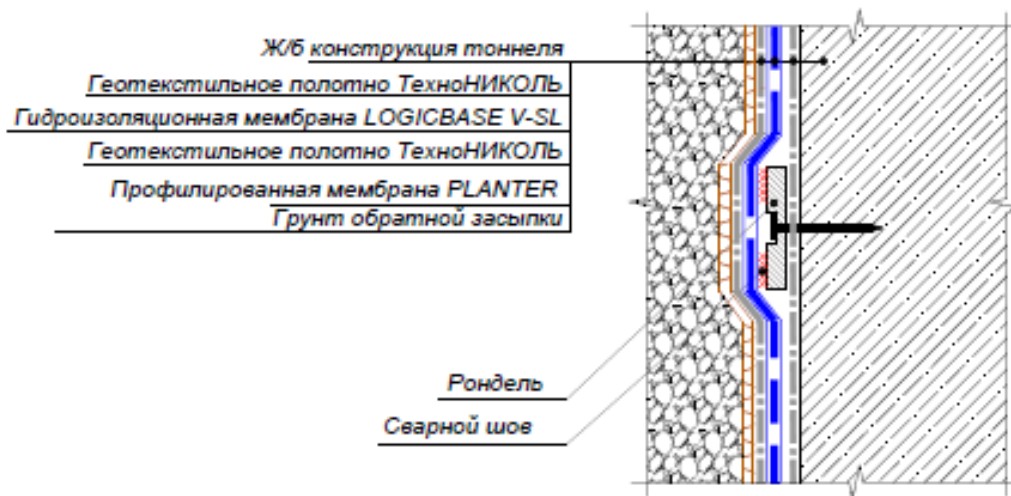 Ж/б конструкция тоннеля
Геотекстильное полотно ТехноНИКОЛЬ
Гидроизоляционная мембрана LOGICBASE V-SL
Геотекстильное полотно ТехноНИКОЛЬ
Профилированная мембрана PLANTER
Грунт обратной засыпки
Рондель
Сварной шов